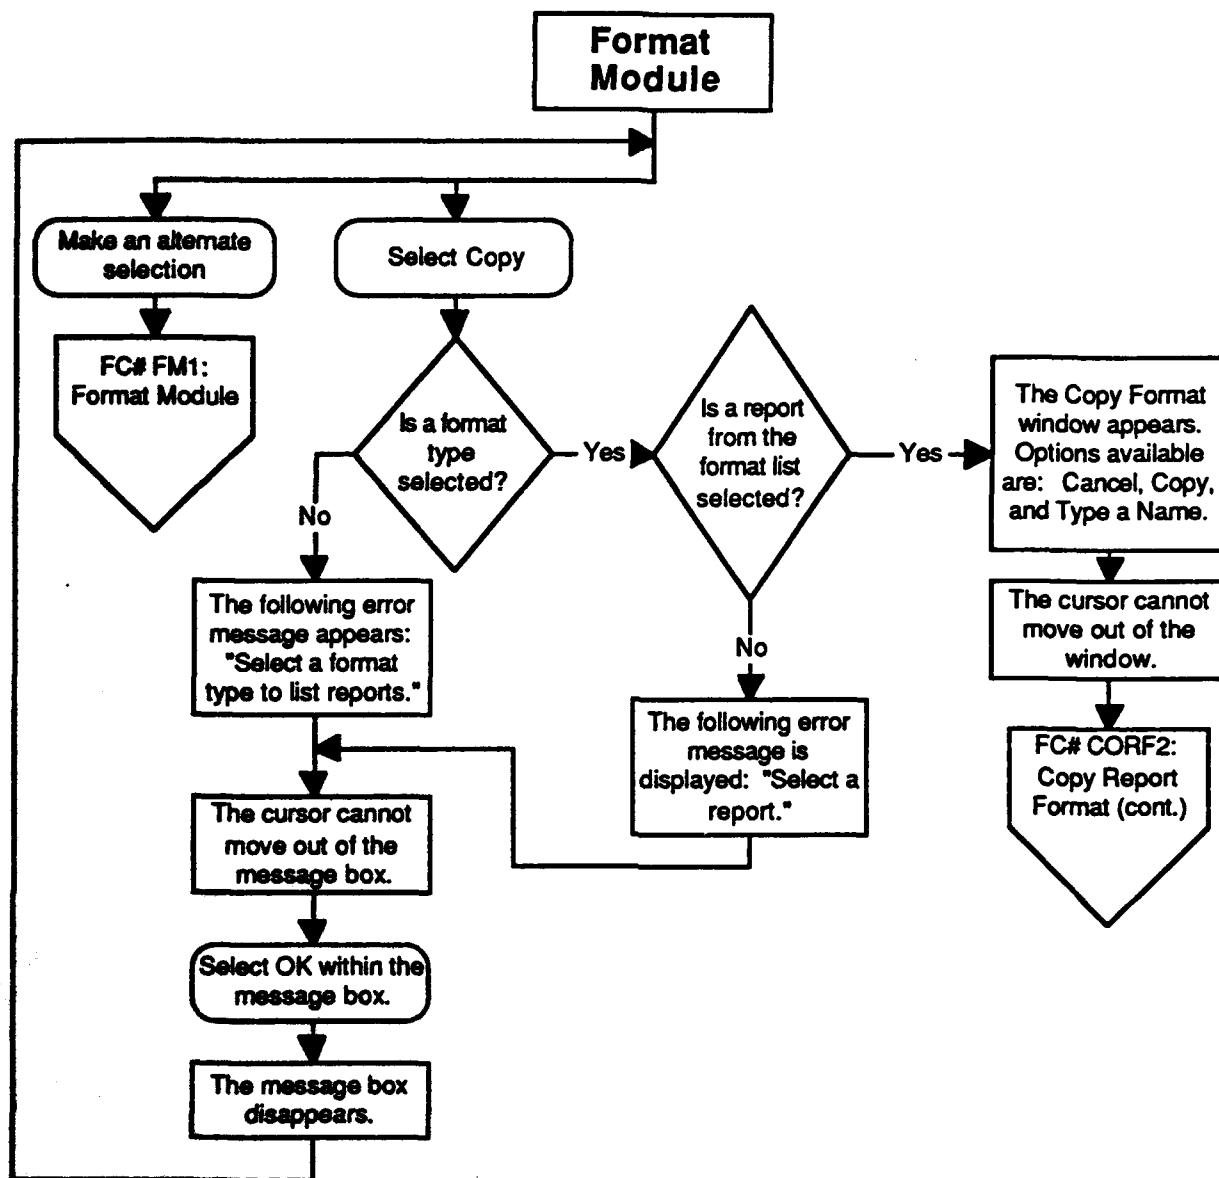 Format
Module
Make an alternate
selection
Select Copy
FC# FM1:
Format Module
Is a format
type
selected?
Yes
No
Is a report
from the
format list
selected?
Yes
No
The Copy Format
window appears.
Options available
are: Cancel, Copy,
and Type a Name.
The cursor cannot
move out of the
window.
FC# CORF2:
Copy Report
Format (cont.)
The following error
message appears:
"Select a format
type to list reports."
The following error
message is
displayed: "Select a
report."
The cursor cannot
move out of the
message box.
Select OK within the
message box.
The message box
disappears.